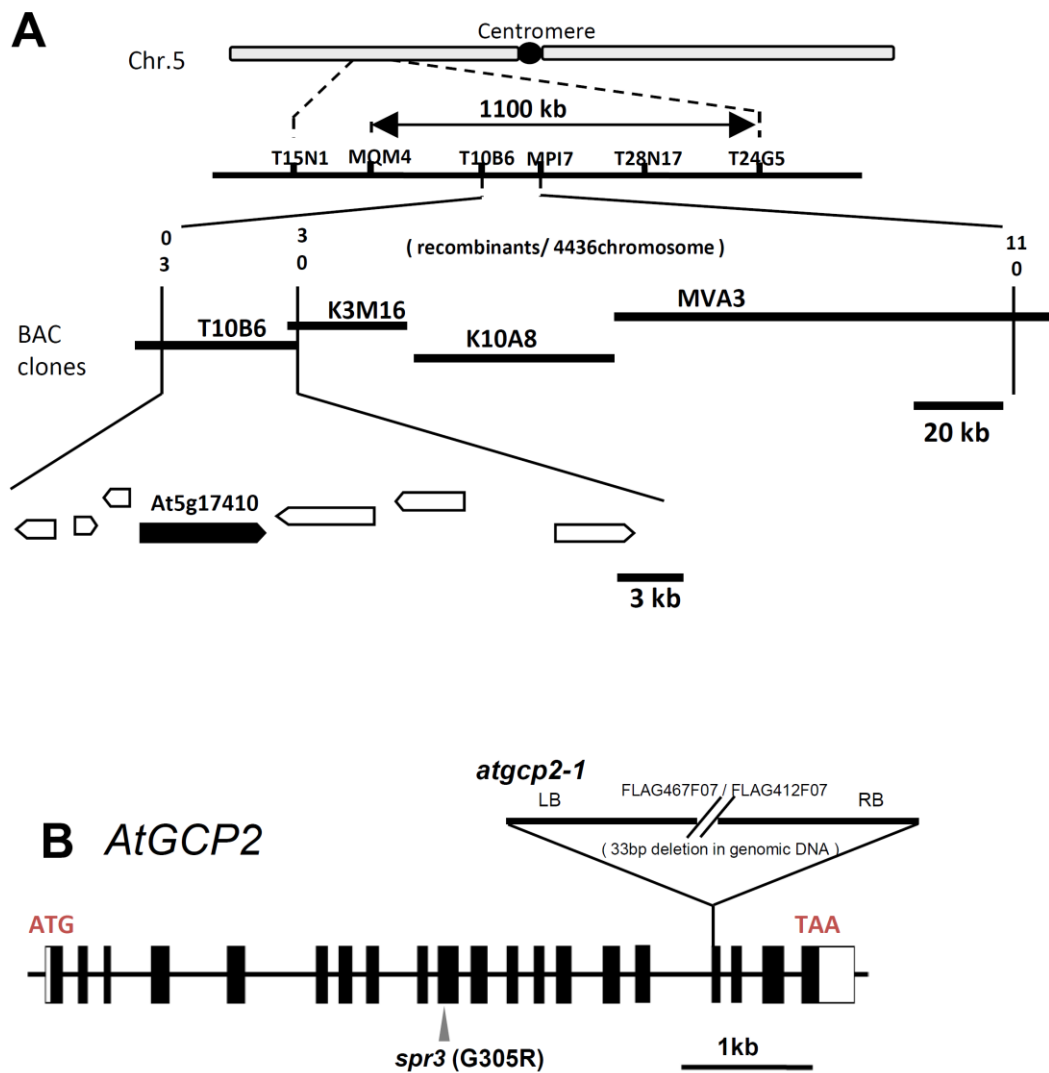 A
Centromere
Chr.5
1100 kb
T15N1 MQM4 T10B6 MPI7 T28N17 T24G5
0
3
3
0
( recombinants/ 4436chromosome )
11
0
BAC
clones
T10B6
K3M16
K10A8
MVA3
20 kb
At5g17410
3 kb
B AtGCP2
atgcp2-1
LB
FLAG467F07 / FLAG412F07
RB
( 33bp deletion in genomic DNA )
ATG
TAA
spr3 (G305R)
1kb